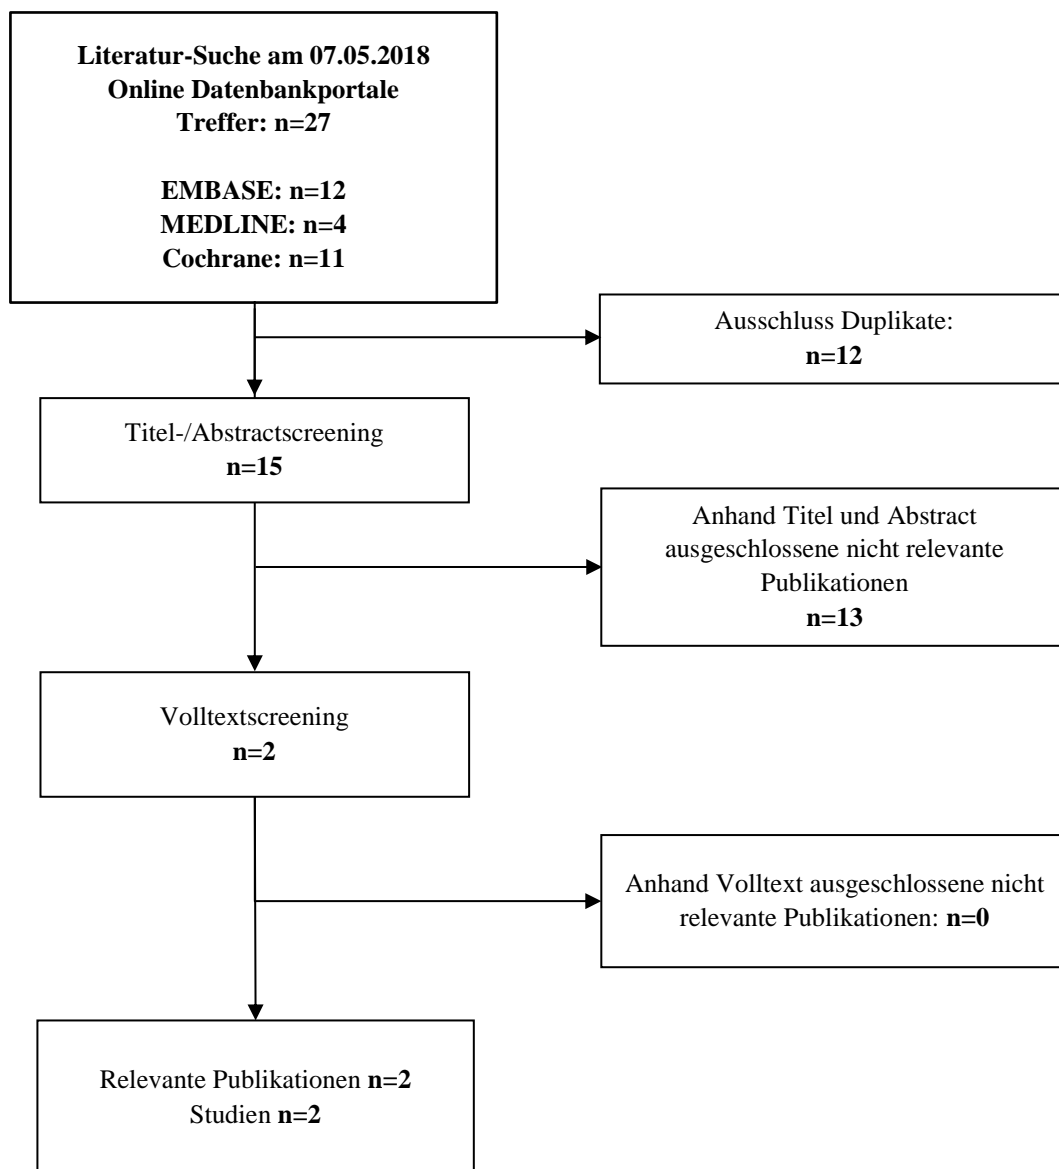 Literatur-Suche am 07.05.2018
Online Datenbankportale
Treffer: n=27
EMBASE: n=12
MEDLINE: n=4
Cochrane: n=11
Ausschluss Duplikate:
n=12
Titel-/Abstractscreening
n=15
Anhand Titel und Abstract
ausgeschlossene nicht relevante
Publikationen
n=13
Volltextscreening
n=2
Anhand Volltext ausgeschlossene nicht
relevante Publikationen: n=0
Relevante Publikationen n=2
Studien n=2